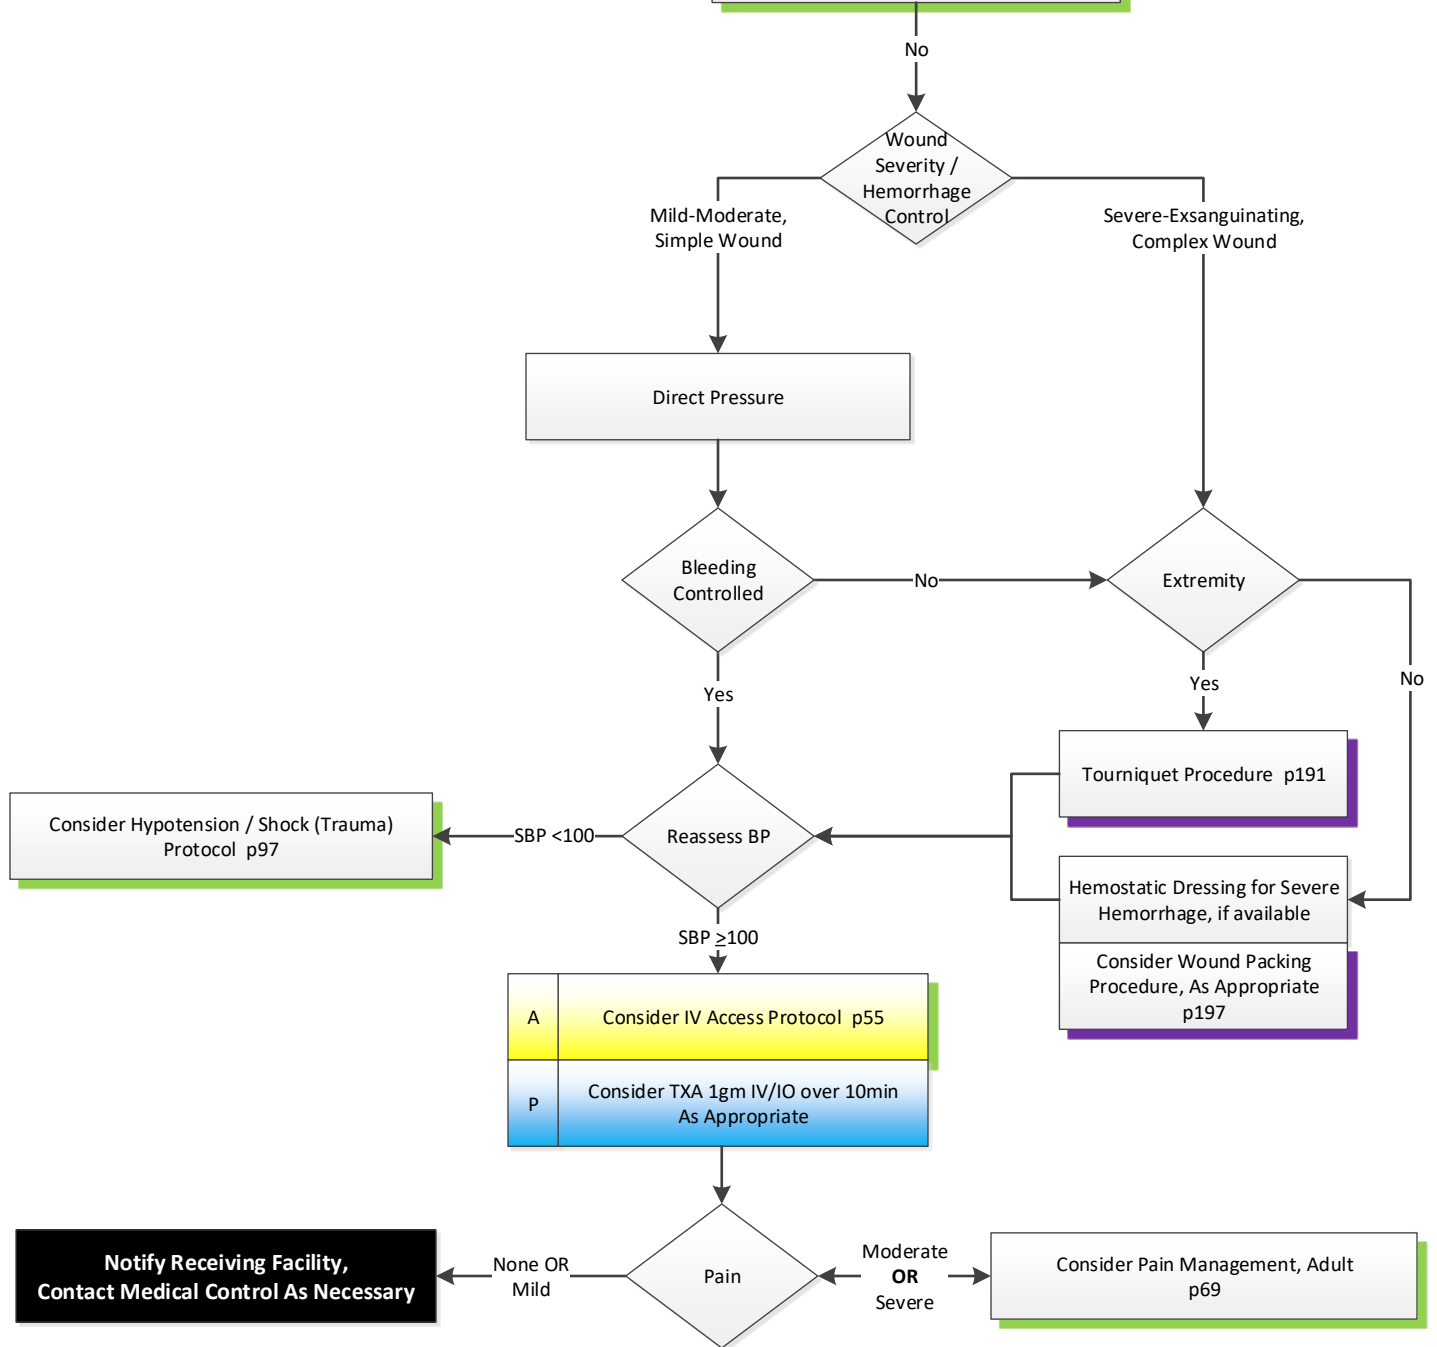 No
Wound
Severity /
Hemorrhage
Control
Mild-Moderate,
Simple Wound
Severe-Exsanguinating,
Complex Wound
Direct Pressure
Bleeding
Controlled
No
Extremity
Yes
Yes
No
Tourniquet Procedure p191
Consider Hypotension / Shock (Trauma)
Protocol p97
SBP <100
Reassess BP
Hemostatic Dressing for Severe
Hemorrhage, if available
SBP ≥100
Consider Wound Packing
Procedure, As Appropriate
p197
A
Consider IV Access Protocol p55
P
Consider TXA 1gm IV/IO over 10min
As Appropriate
Notify Receiving Facility,
Contact Medical Control As Necessary
None OR
Mild
Pain
Moderate
OR
Severe
Consider Pain Management, Adult
p69